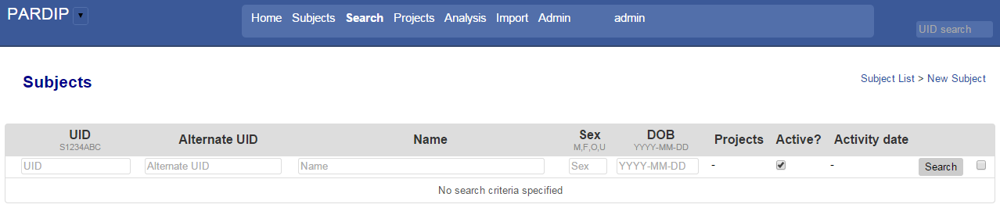 PARDIP ▼
Home Subjects Search Projects Analysis Import Admin admin
UID search
Subjects
Subject List > New Subject
UID Alternate UID Name Sex DOB Projects Active? Activity date
S1234ABC M,F,O,U YYYY-MM-DD
UID Alternate UID Name Sex YYYY-MM-DD - - Search
No search criteria specified